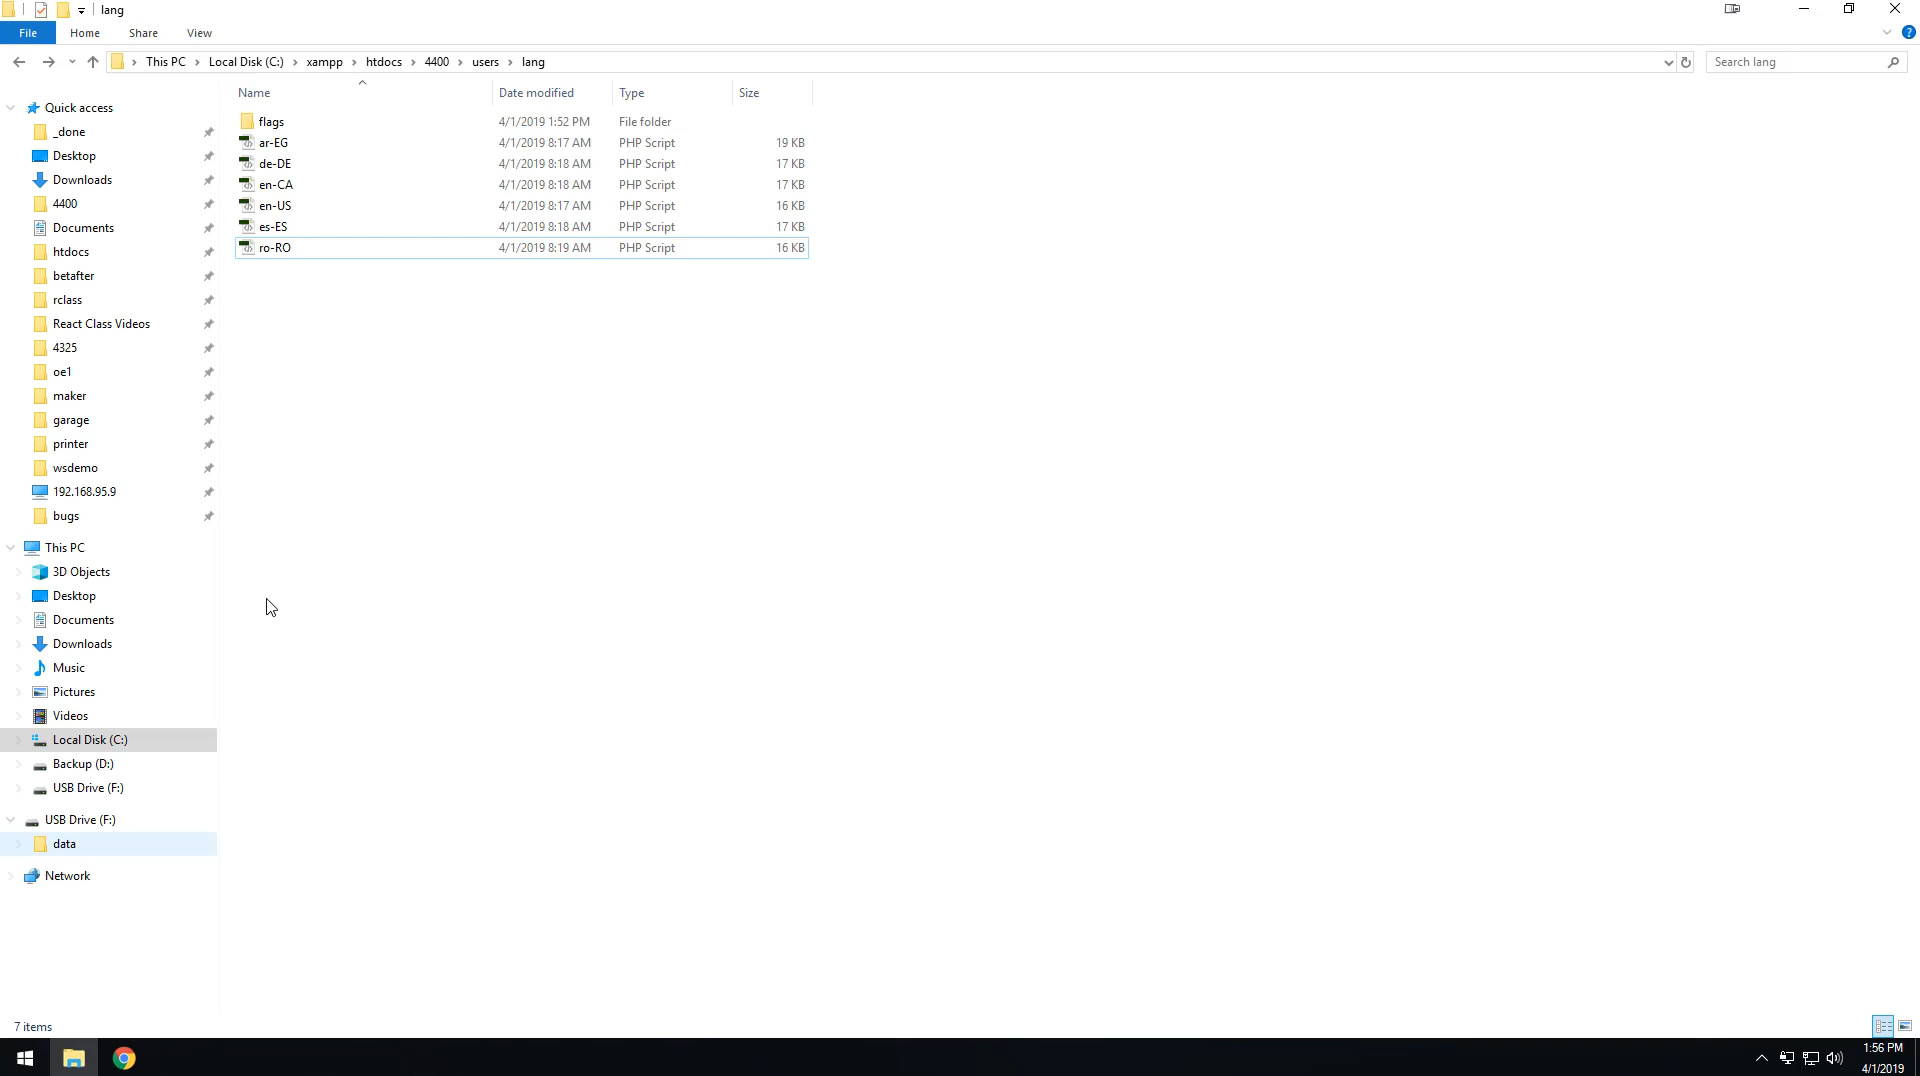 lang
File Home Share View
This PC Local Disk (C:) xampp htdocs 4400 users lang
Search lang
Name Date modified Type Size
flags 4/1/2019 1:52 PM File folder
ar-EG 4/1/2019 8:17 AM PHP Script 19 KB
de-DE 4/1/2019 8:18 AM PHP Script 17 KB
en-CA 4/1/2019 8:18 AM PHP Script 17 KB
en-US 4/1/2019 8:17 AM PHP Script 16 KB
es-ES 4/1/2019 8:18 AM PHP Script 17 KB
ro-RO 4/1/2019 8:19 AM PHP Script 16 KB
Quick access
_done
Desktop
Downloads
4400
Documents
htdocs
betafter
rclass
React Class Videos
4325
oe1
maker
garage
printer
wsdemo
192.168.95.9
bugs
This PC
3D Objects
Desktop
Documents
Downloads
Music
Pictures
Videos
Local Disk (C:)
Backup (D:)
USB Drive (F:)
USB Drive (F:)
data
Network
7 items
1:56 PM
4/1/2019